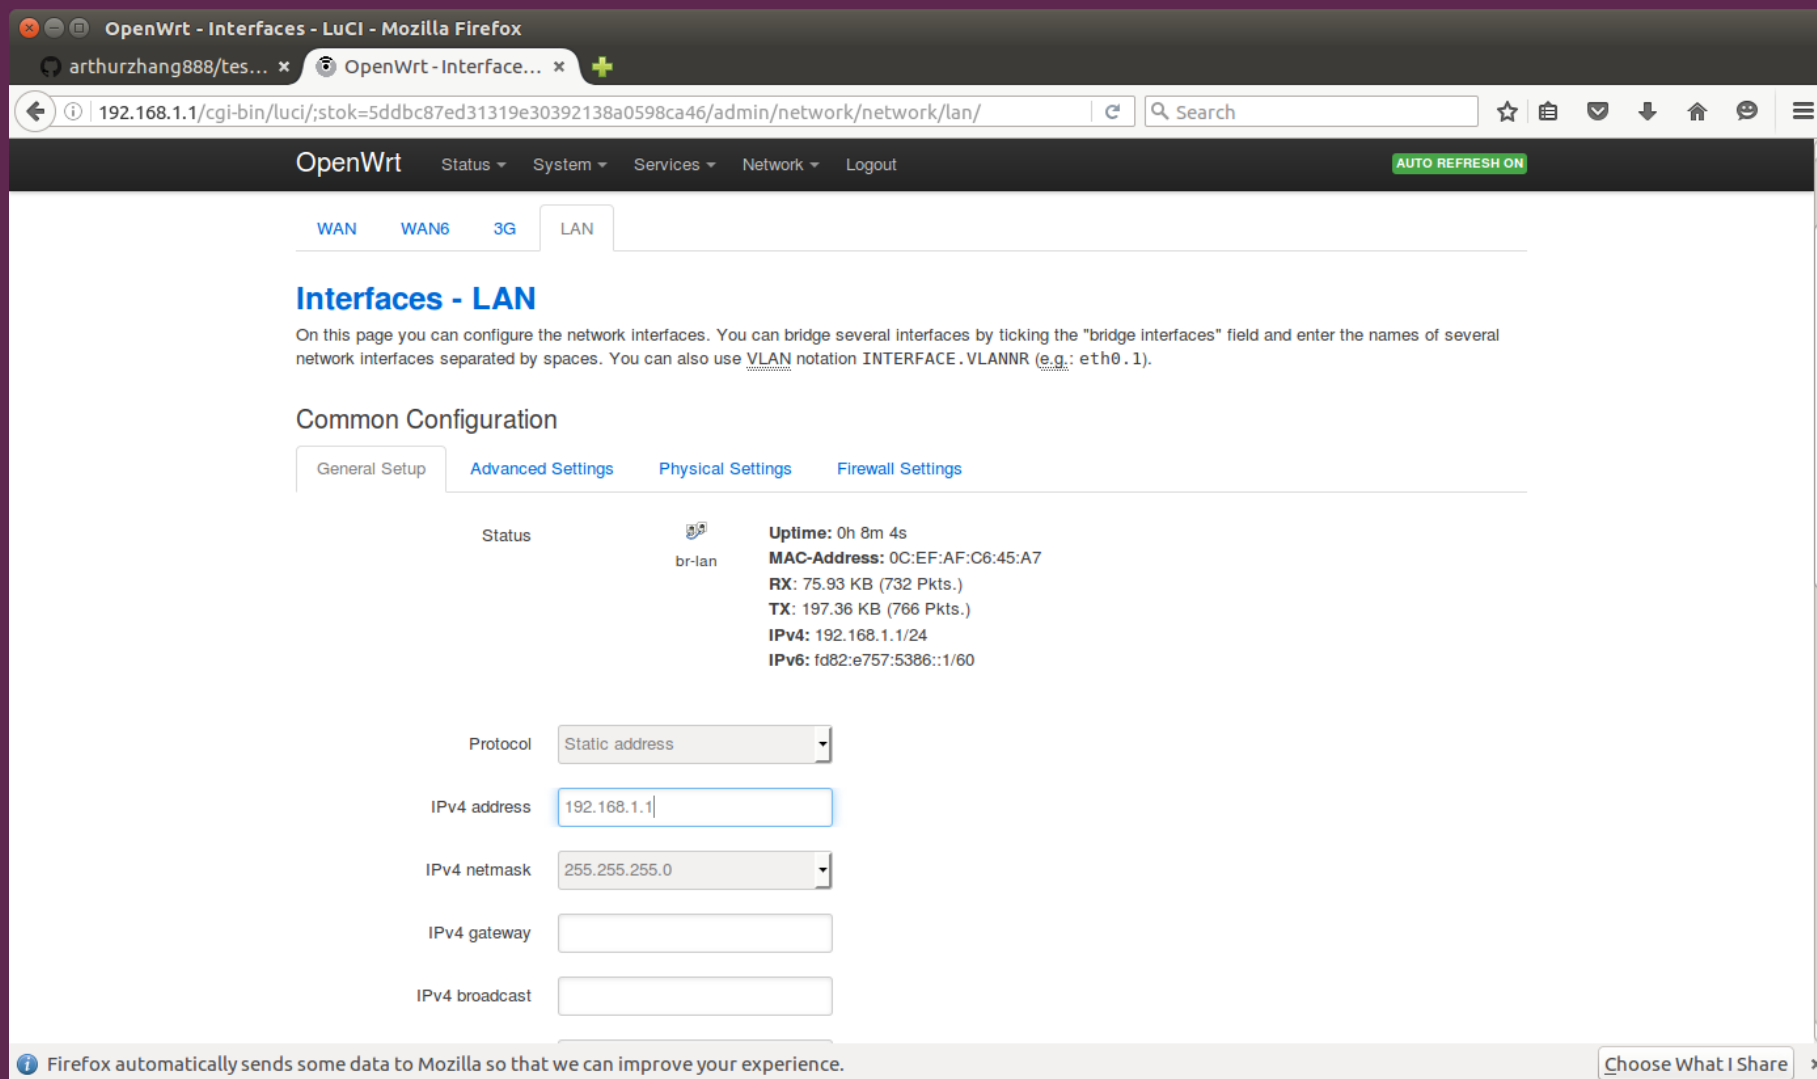 OpenWrt - Interfaces - LuCI - Mozilla Firefox
arthurzhang888/tes... × OpenWrt - Interface... ×
192.168.1.1/cgi-bin/luci/;stok=5ddbc87ed31319e30392138a0598ca46/admin/network/network/lan/ Search
OpenWrt Status System Services Network Logout AUTO REFRESH ON
WAN WAN6 3G LAN
Interfaces - LAN
On this page you can configure the network interfaces. You can bridge several interfaces by ticking the "bridge interfaces" field and enter the names of several
network interfaces separated by spaces. You can also use VLAN notation INTERFACE.VLANNR (e.g.: eth0.1).
Common Configuration
General Setup Advanced Settings Physical Settings Firewall Settings
Status
br-lan
Uptime: 0h 8m 4s
MAC-Address: 0C:EF:AF:C6:45:A7
RX: 75.93 KB (732 Pkts.)
TX: 197.36 KB (766 Pkts.)
IPv4: 192.168.1.1/24
IPv6: fd82:e757:5386::1/60
Protocol Static address
IPv4 address 192.168.1.1
IPv4 netmask 255.255.255.0
IPv4 gateway
IPv4 broadcast
Firefox automatically sends some data to Mozilla so that we can improve your experience. Choose What I Share